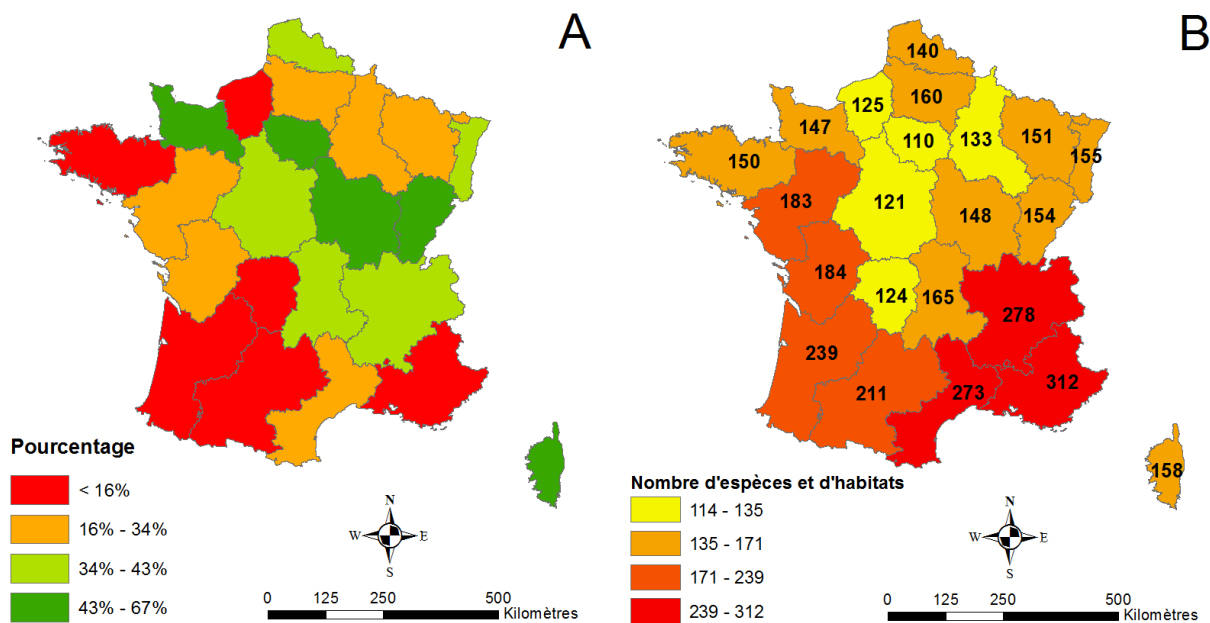 A
Pourcentage
< 16%
16% - 34%
34% - 43%
43% - 67%
N
W
E
S
0
125
250
500
Kilomètres
B
140
125
160
147
110
133
151
155
150
183
121
148
154
184
124
165
278
239
211
273
312
158
Nombre d'espèces et d'habitats
114 - 135
135 - 171
171 - 239
239 - 312
N
W
E
S
0
125
250
500
Kilomètres